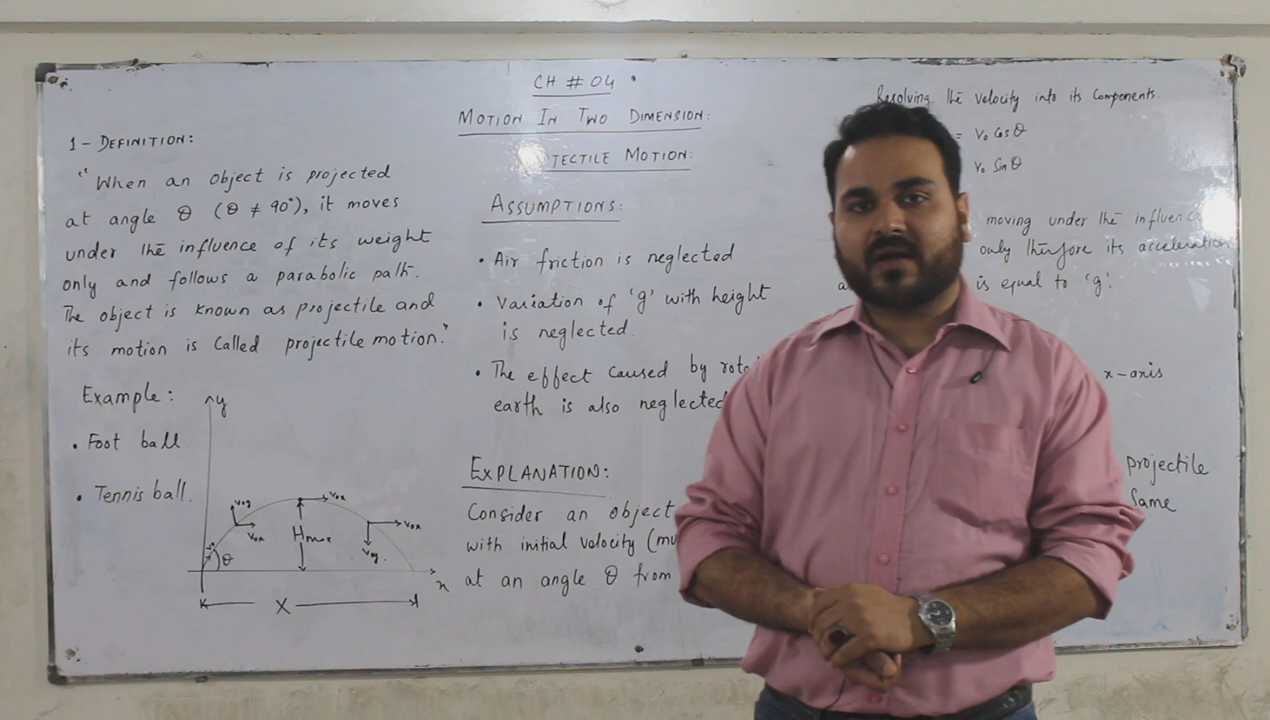 CH # 04
MOTION IN TWO DIMENSION:
JECTILE MOTION:
1 - DEFINITION:
"When an object is projected
at angle θ (θ ≠ 90°), it moves
under the influence of its weight
only and follows a parabolic path.
The object is known as projectile and
its motion is called projectile motion."
Example:
• Foot ball
• Tennis ball.
y
Voy
Vox
Vox
Vox
Voy
Hmax
θ
x
X
ASSUMPTIONS:
• Air friction is neglected
• Variation of 'g' with height
is neglected.
• The effect caused by
earth is also neglected
EXPLANATION:
Consider an object
with initial velocity
at an angle θ from
Resolving the velocity into its Components.
= Vo Cosθ
Vo Sinθ
moving under the influenc
only therefore its acceleration
is equal to 'g'.
x-axis
projectile
Same